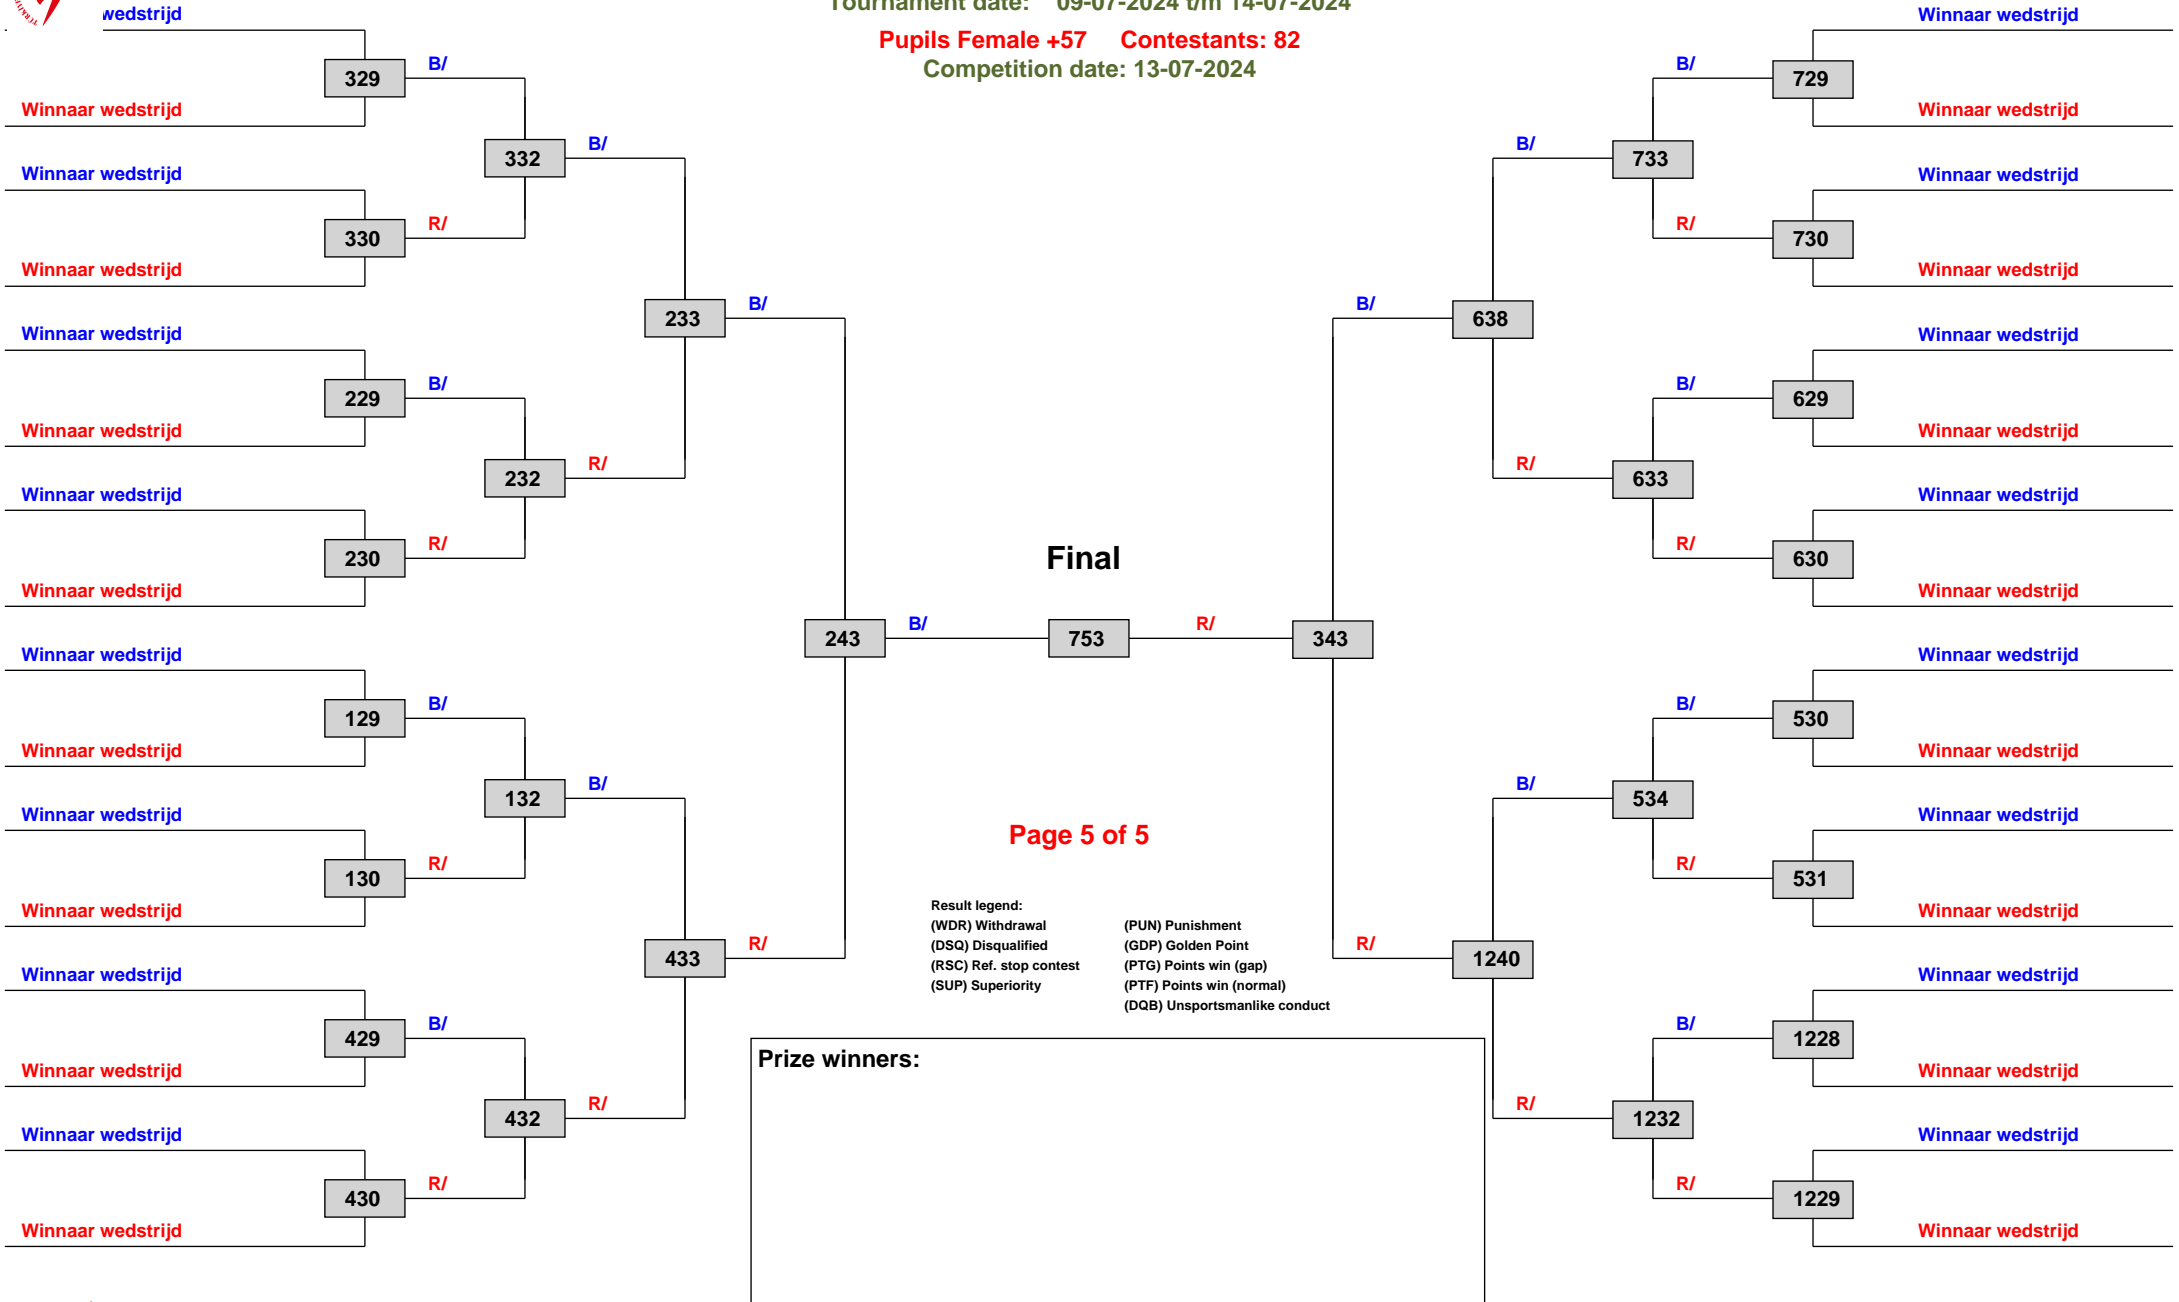 Tournament date: 09-07-2024 t/m 14-07-2024
Pupils Female +57 Contestants: 82
Competition date: 13-07-2024
wedstrijd
329
B/
Winnaar wedstrijd
332
B/
Winnaar wedstrijd
330
R/
Winnaar wedstrijd
233
B/
Winnaar wedstrijd
229
B/
Winnaar wedstrijd
232
R/
Winnaar wedstrijd
230
R/
Winnaar wedstrijd
243
B/
Winnaar wedstrijd
129
B/
Winnaar wedstrijd
132
B/
Winnaar wedstrijd
130
R/
Winnaar wedstrijd
433
R/
Winnaar wedstrijd
429
B/
Winnaar wedstrijd
432
R/
Winnaar wedstrijd
430
R/
Winnaar wedstrijd
Final
753
R/
Page 5 of 5
Result legend:
(WDR) Withdrawal (PUN) Punishment
(DSQ) Disqualified (GDP) Golden Point
(RSC) Ref. stop contest (PTG) Points win (gap)
(SUP) Superiority (PTF) Points win (normal)
(DQB) Unsportsmanlike conduct
Prize winners:
Winnaar wedstrijd
B/
729
Winnaar wedstrijd
B/
733
Winnaar wedstrijd
R/
730
Winnaar wedstrijd
B/
638
Winnaar wedstrijd
B/
629
Winnaar wedstrijd
R/
633
Winnaar wedstrijd
R/
630
Winnaar wedstrijd
343
Winnaar wedstrijd
B/
530
Winnaar wedstrijd
B/
534
Winnaar wedstrijd
R/
531
Winnaar wedstrijd
R/
1240
Winnaar wedstrijd
B/
1228
Winnaar wedstrijd
R/
1232
Winnaar wedstrijd
R/
1229
Winnaar wedstrijd